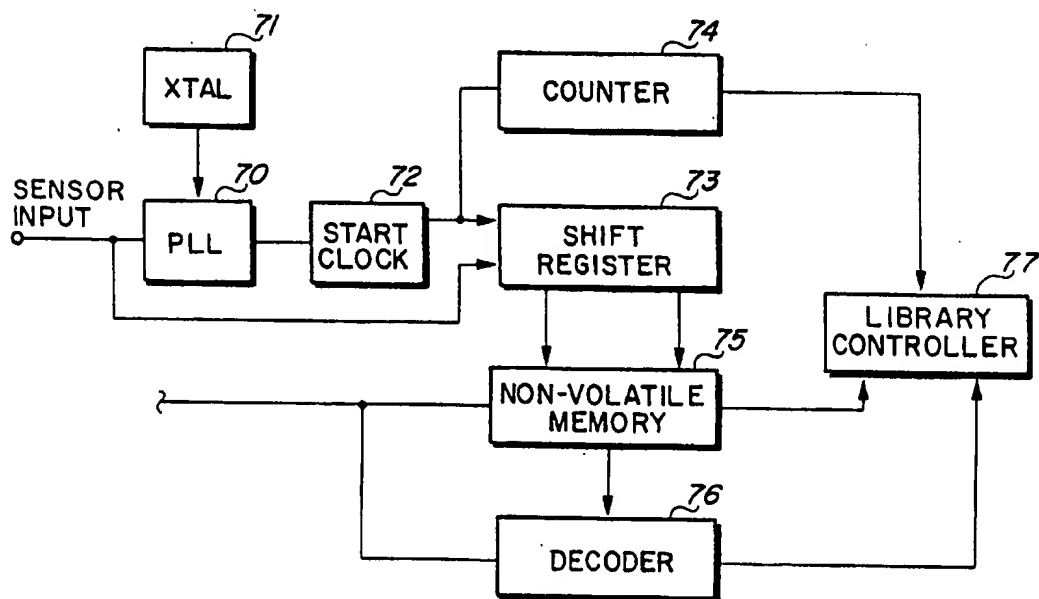 71
XTAL
74
COUNTER
SENSOR
INPUT
70
PLL
72
START
CLOCK
73
SHIFT
REGISTER
77
LIBRARY
CONTROLLER
75
NON-VOLATILE
MEMORY
76
DECODER